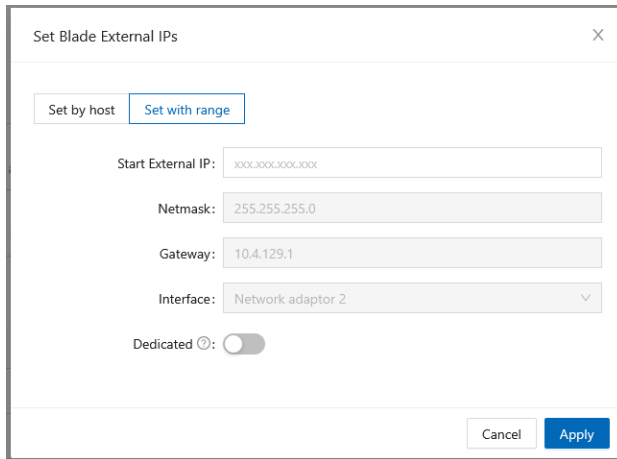 Set Blade External IPs
Set by host Set with range
Start External IP: xxx.xxx.xxx.xxx
Netmask: 255.255.255.0
Gateway: 10.4.129.1
Interface: Network adaptor 2
Dedicated ?:
Cancel Apply